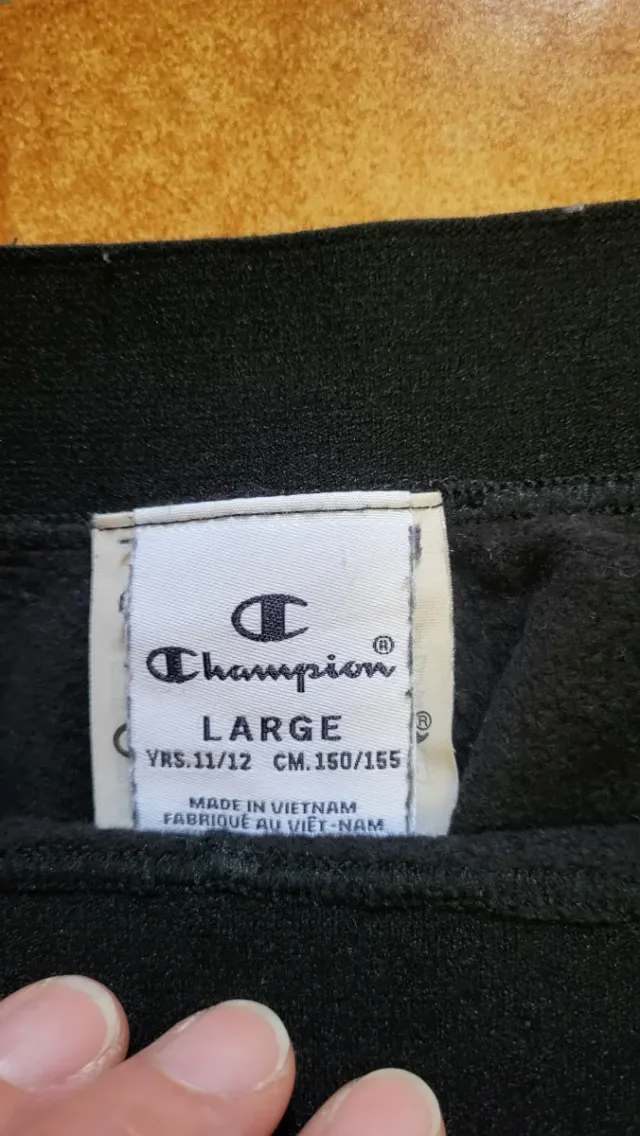 Champion®
LARGE
YRS.11/12 CM.150/155
MADE IN VIETNAM
FABRIQUÉ AU VIÊT-NAM
®